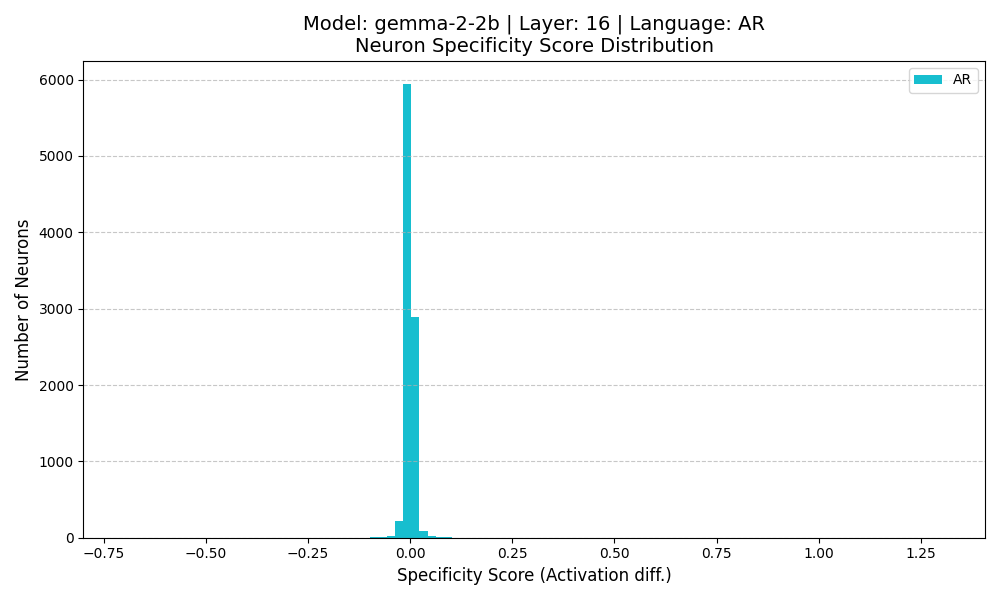 Model: gemma-2-2b | Layer: 16 | Language: AR
Neuron Specificity Score Distribution
AR
Number of Neurons
6000
5000
4000
3000
2000
1000
0
−0.75 −0.50 −0.25 0.00 0.25 0.50 0.75 1.00 1.25
Specificity Score (Activation diff.)